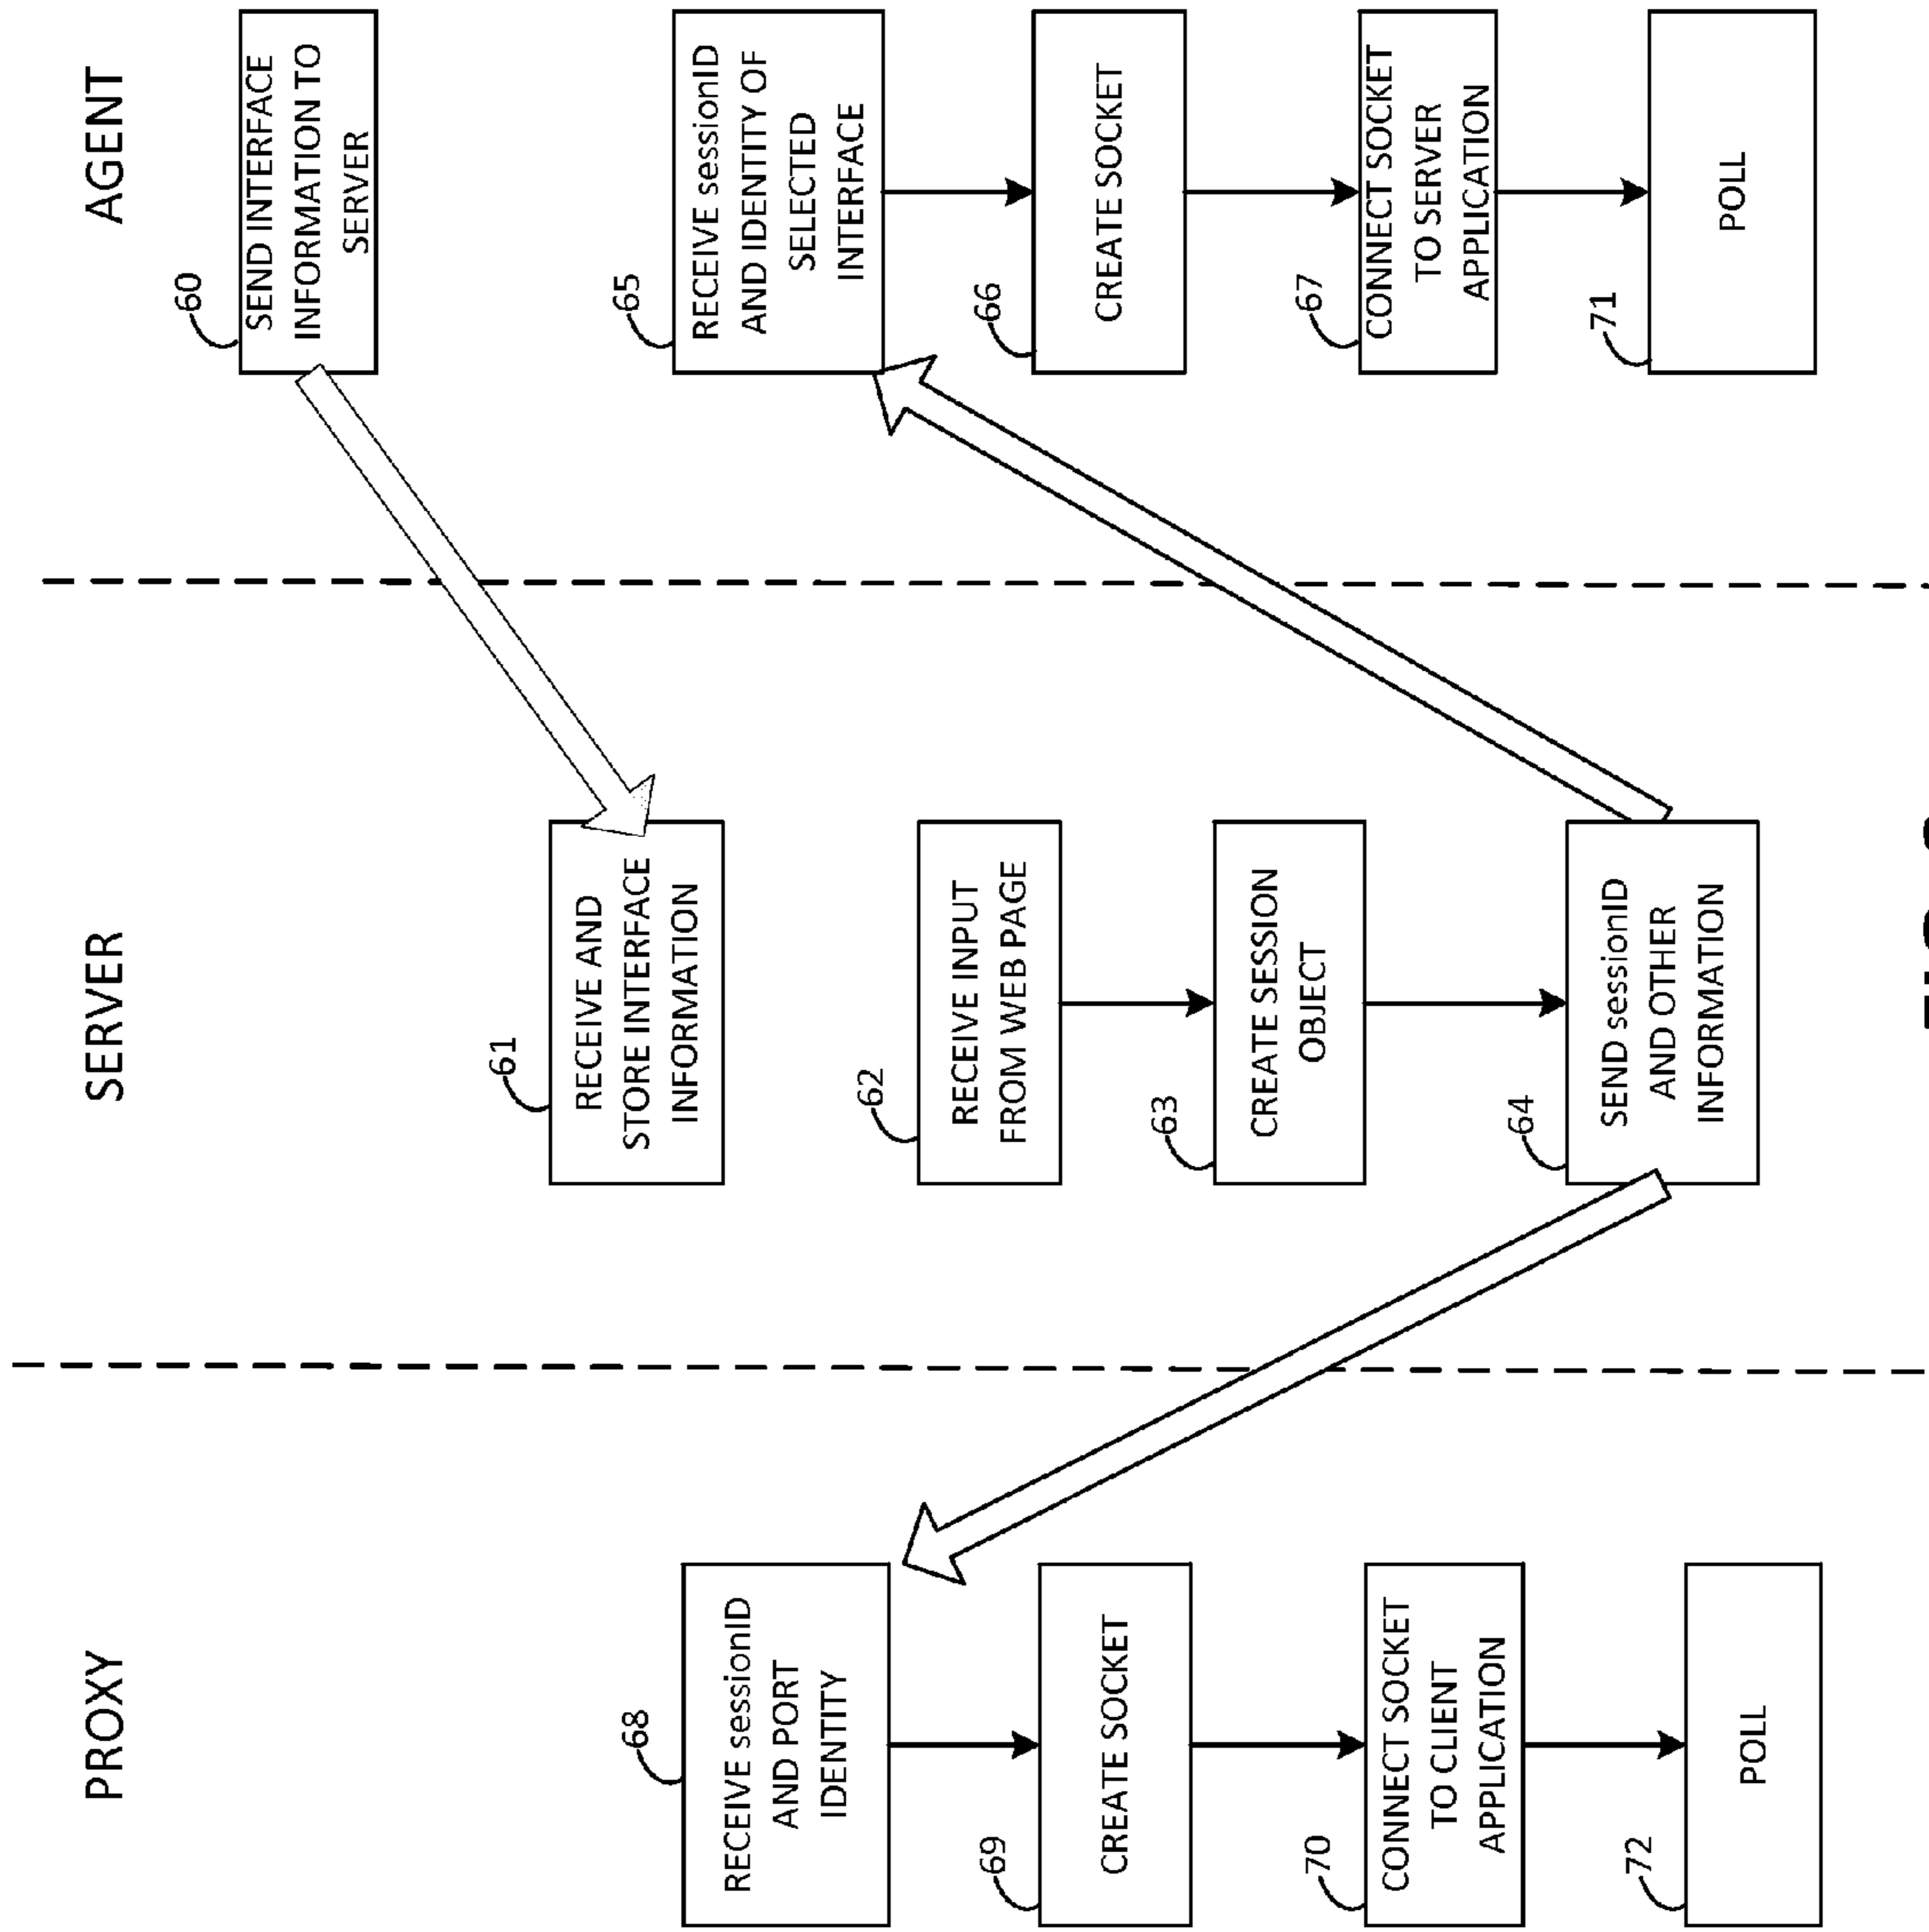 PROXY
SERVER
AGENT
60
SEND INTERFACE
INFORMATION TO
SERVER
61
RECEIVE AND
STORE INTERFACE
INFORMATION
62
RECEIVE INPUT
FROM WEB PAGE
63
CREATE SESSION
OBJECT
64
SEND sessionID
AND OTHER
INFORMATION
65
RECEIVE sessionID
AND IDENTITY OF
SELECTED
INTERFACE
66
CREATE SOCKET
67
CONNECT SOCKET
TO SERVER
APPLICATION
71
POLL
68
RECEIVE sessionID
AND PORT
IDENTITY
69
CREATE SOCKET
70
CONNECT SOCKET
TO CLIENT
APPLICATION
72
POLL